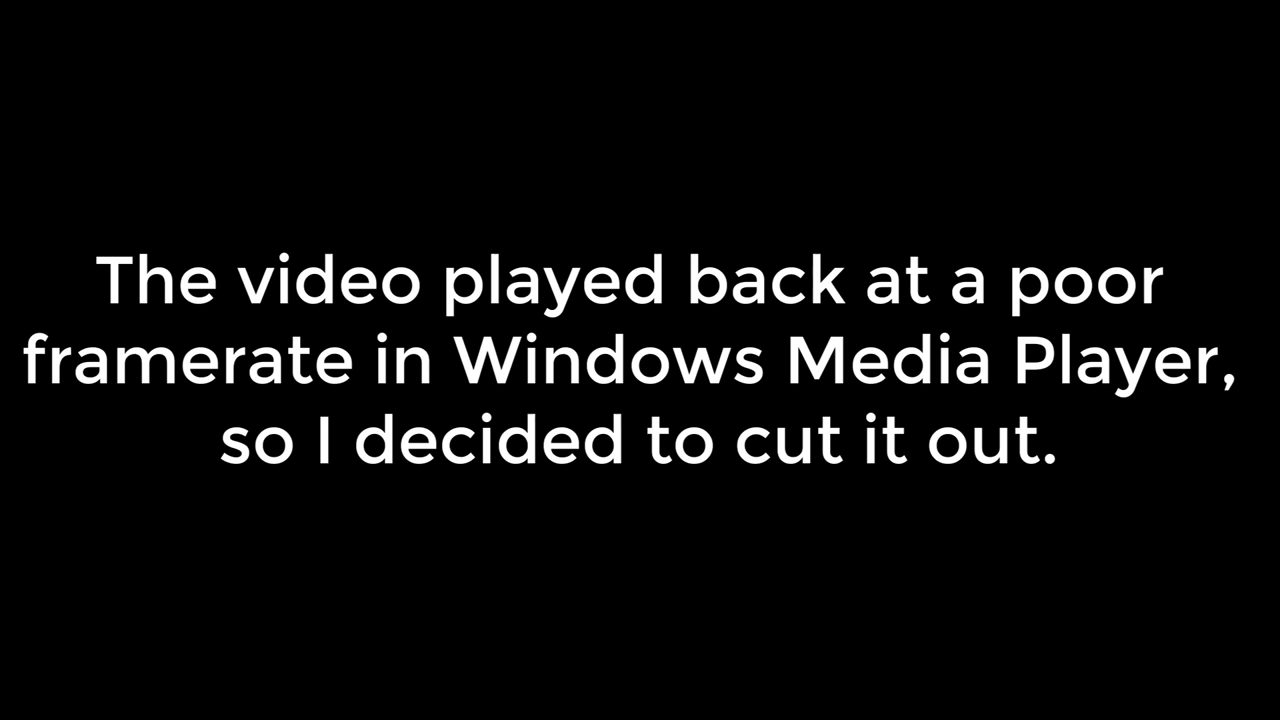 The video played back at a poor
framerate in Windows Media Player,
so I decided to cut it out.